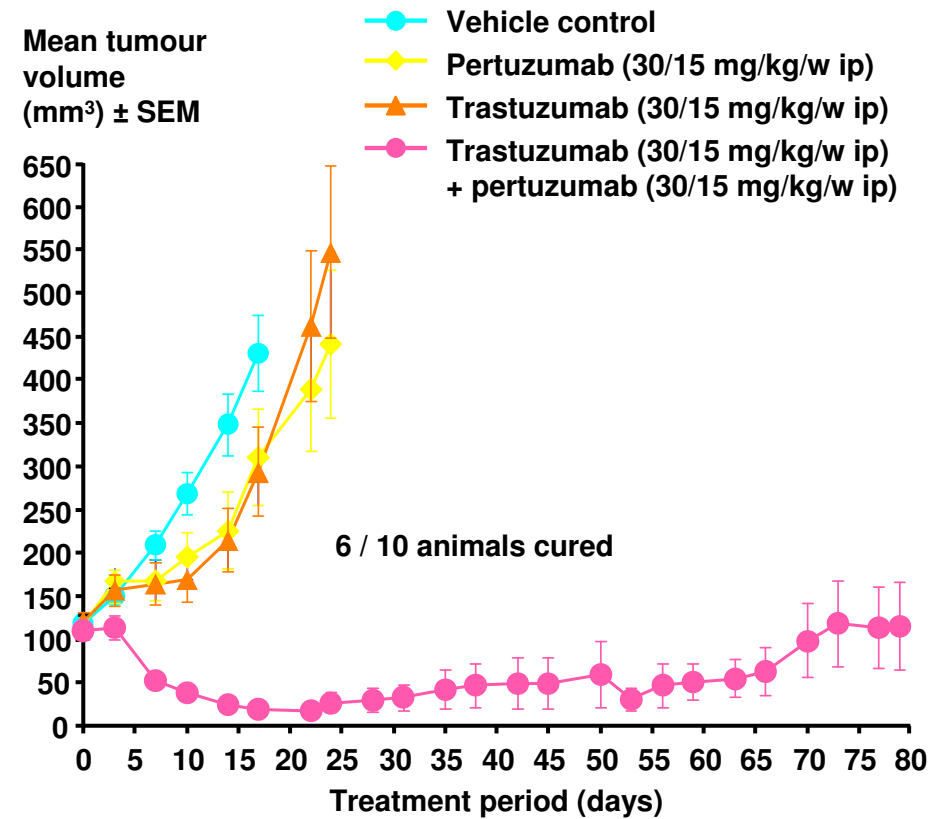 Mean tumour
volume
(mm³) ± SEM
Vehicle control
Pertuzumab (30/15 mg/kg/w ip)
Trastuzumab (30/15 mg/kg/w ip)
Trastuzumab (30/15 mg/kg/w ip)
+ pertuzumab (30/15 mg/kg/w ip)
650
600
550
500
450
400
350
300
250
200
150
100
50
0
6 / 10 animals cured
0 5 10 15 20 25 30 35 40 45 50 55 60 65 70 75 80
Treatment period (days)